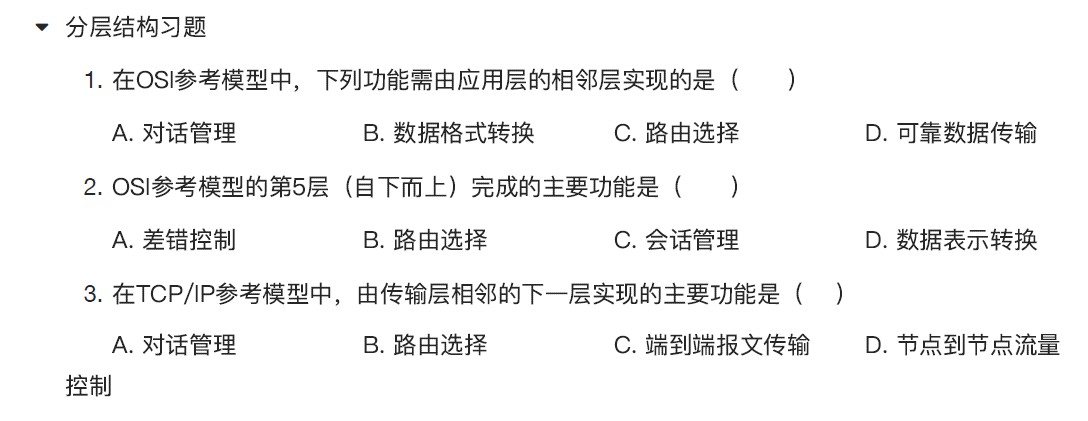 分层结构习题
1. 在OSI参考模型中，下列功能需由应用层的相邻层实现的是（  ）
A. 对话管理 B. 数据格式转换 C. 路由选择 D. 可靠数据传输
2. OSI参考模型的第5层（自下而上）完成的主要功能是（  ）
A. 差错控制 B. 路由选择 C. 会话管理 D. 数据表示转换
3. 在TCP/IP参考模型中，由传输层相邻的下一层实现的主要功能是（ ）
A. 对话管理 B. 路由选择 C. 端到端报文传输 D. 节点到节点流量
控制